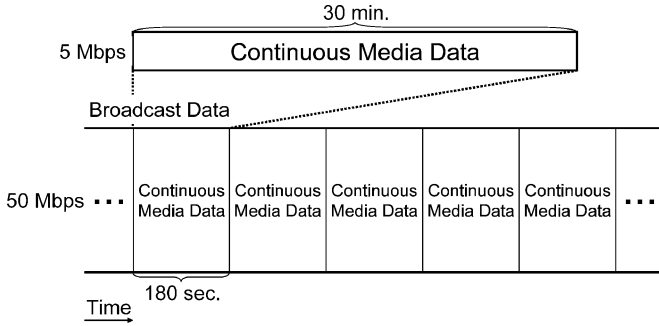 30 min.
5 Mbps
Continuous Media Data
Broadcast Data
50 Mbps
...
Continuous
Media Data
Continuous
Media Data
Continuous
Media Data
Continuous
Media Data
Continuous
Media Data
...
180 sec.
Time